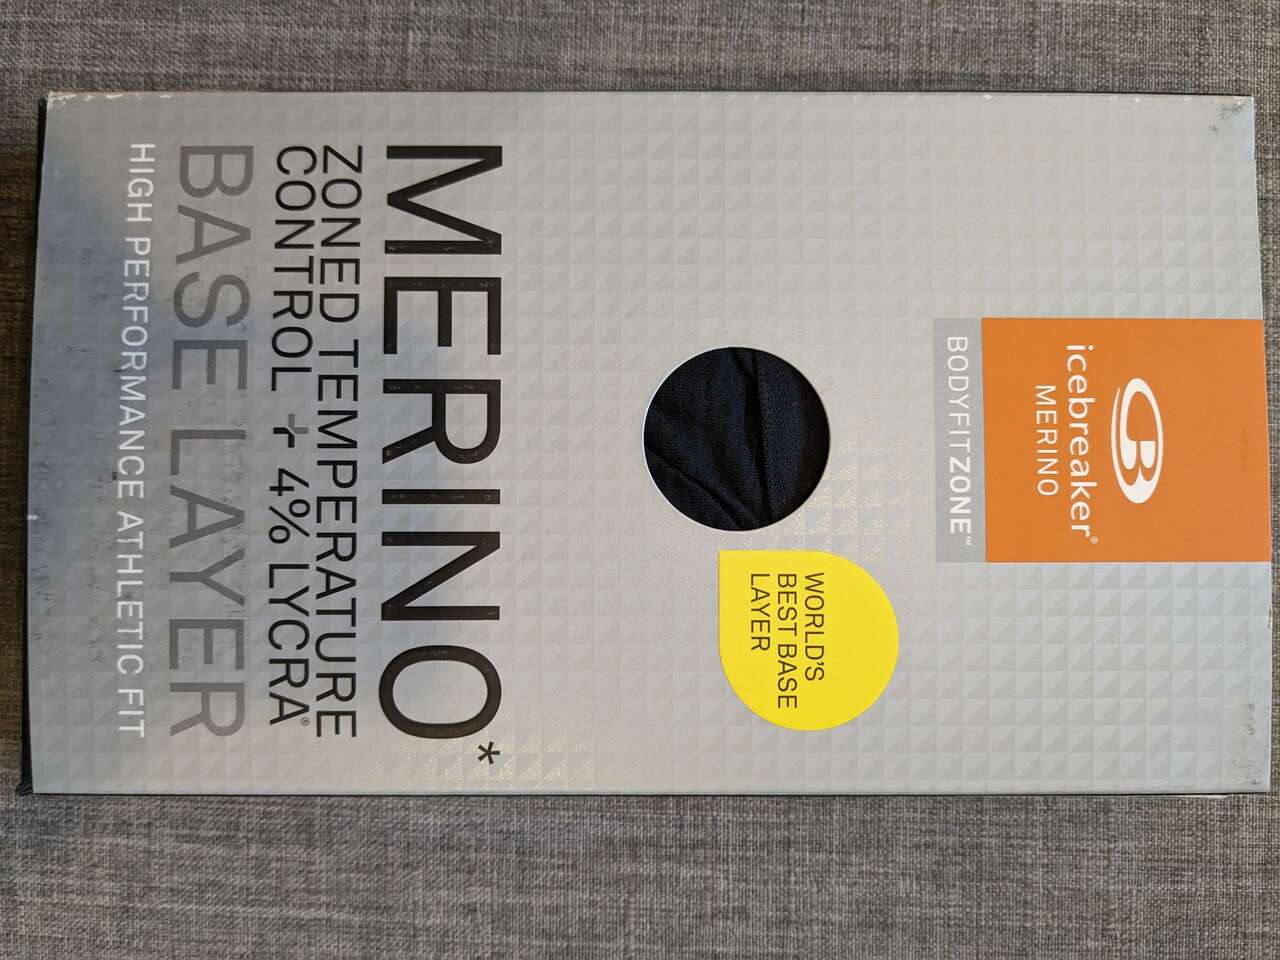 icebreaker®
MERINO
BODYFITZONE™
WORLD'S
BEST BASE
LAYER
MERINO*
ZONED TEMPERATURE
CONTROL + 4% LYCRA®
BASE LAYER
HIGH PERFORMANCE ATHLETIC FIT